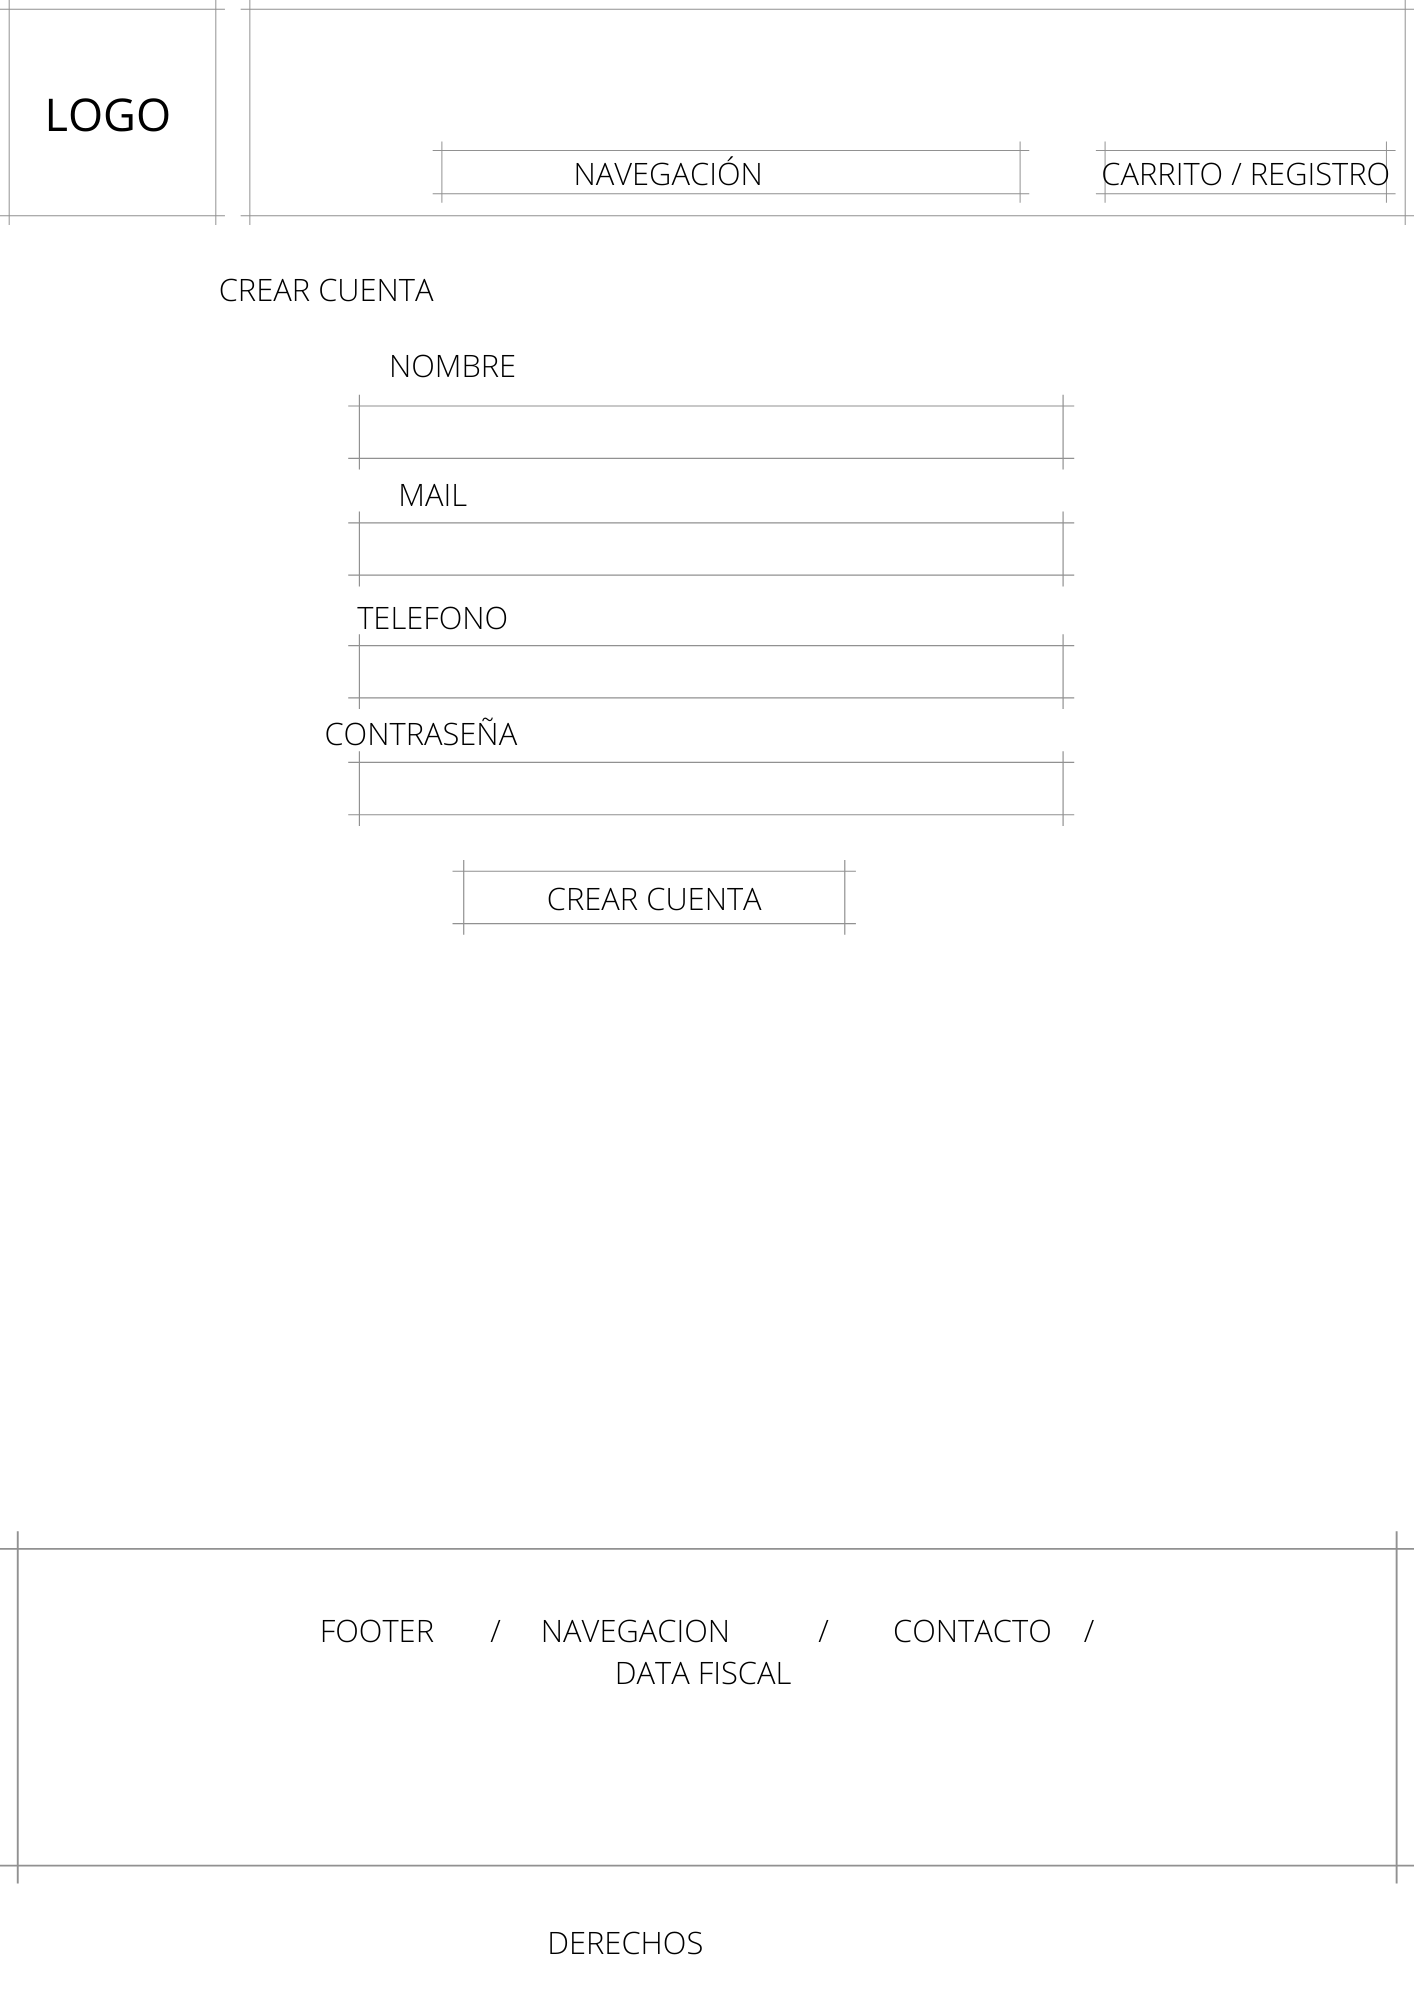 LOGO
NAVEGACIÓN
CARRITO / REGISTRO
CREAR CUENTA
NOMBRE
MAIL
TELEFONO
CONTRASEÑA
CREAR CUENTA
FOOTER / NAVEGACION / CONTACTO /
DATA FISCAL
DERECHOS